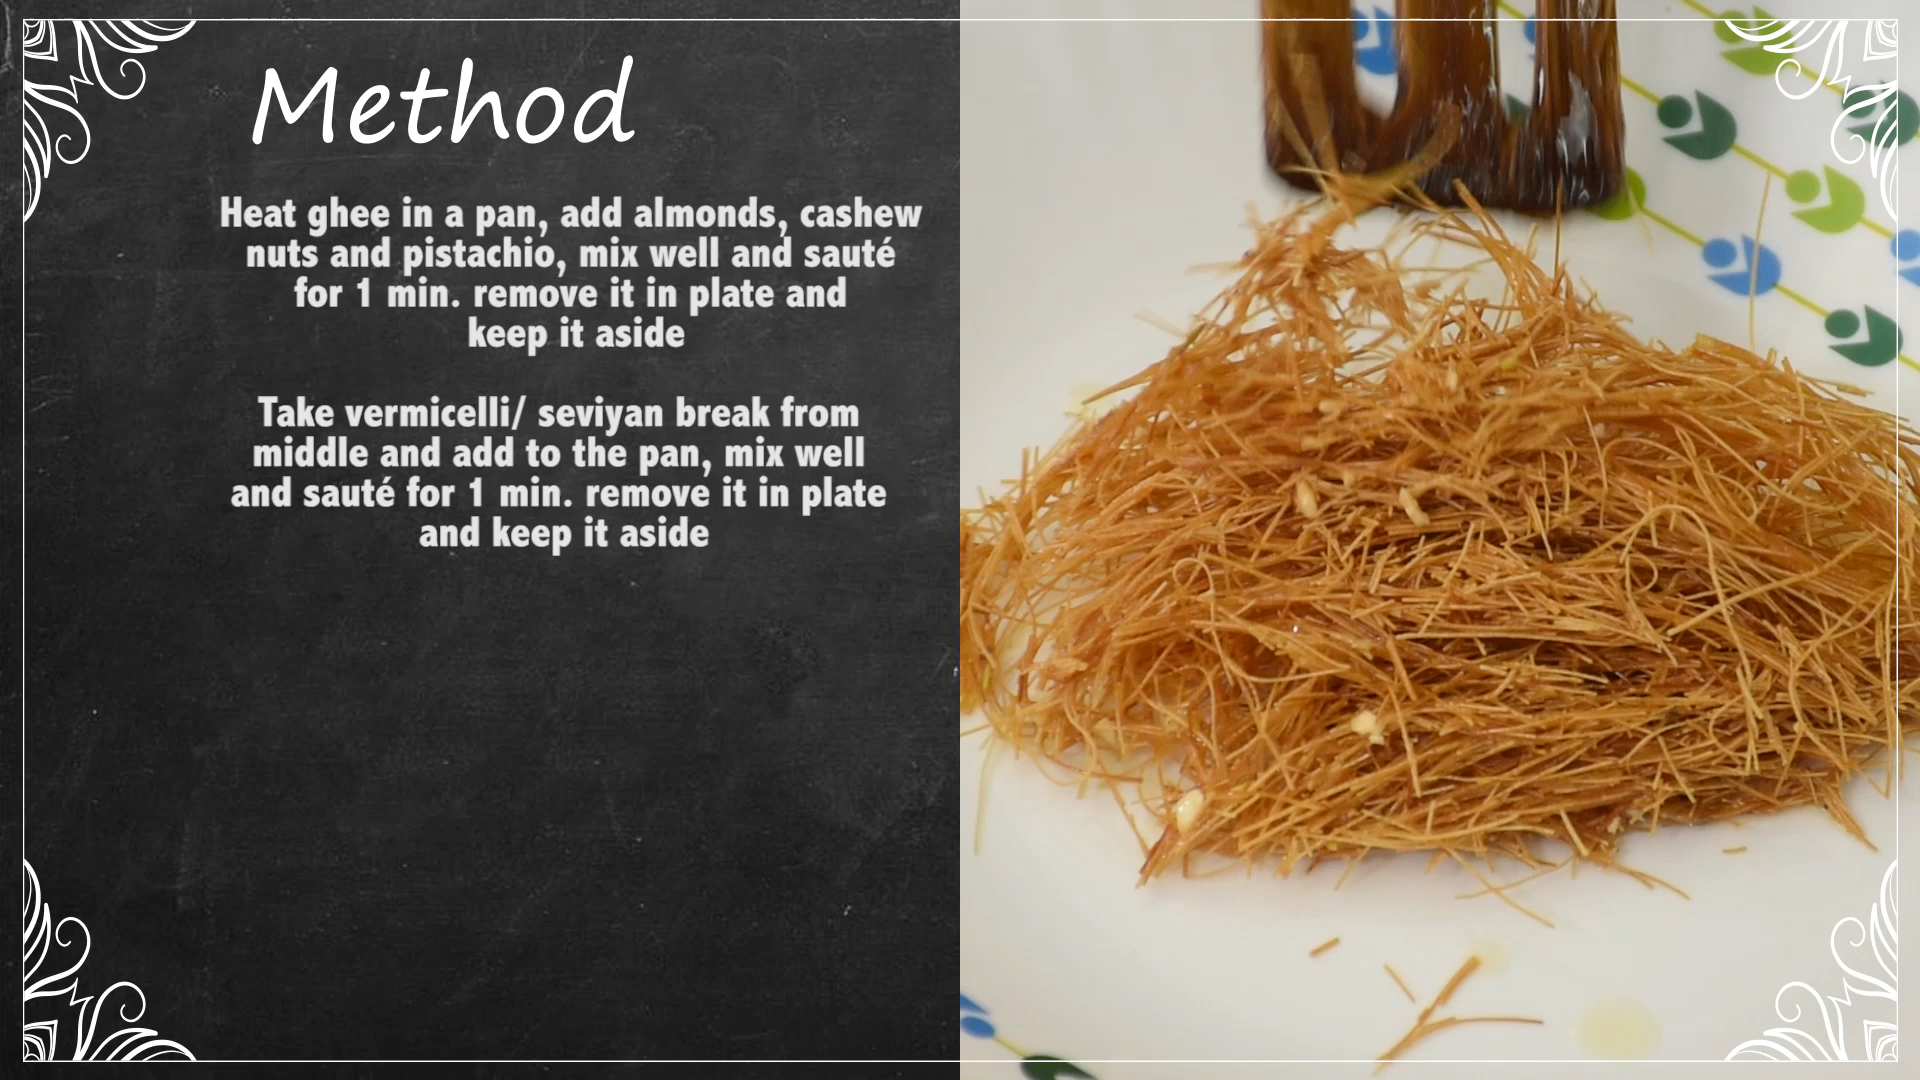 Method
Heat ghee in a pan, add almonds, cashew
nuts and pistachio, mix well and sauté
for 1 min. remove it in plate and
keep it aside
Take vermicelli/ seviyan break from
middle and add to the pan, mix well
and sauté for 1 min. remove it in plate
and keep it aside